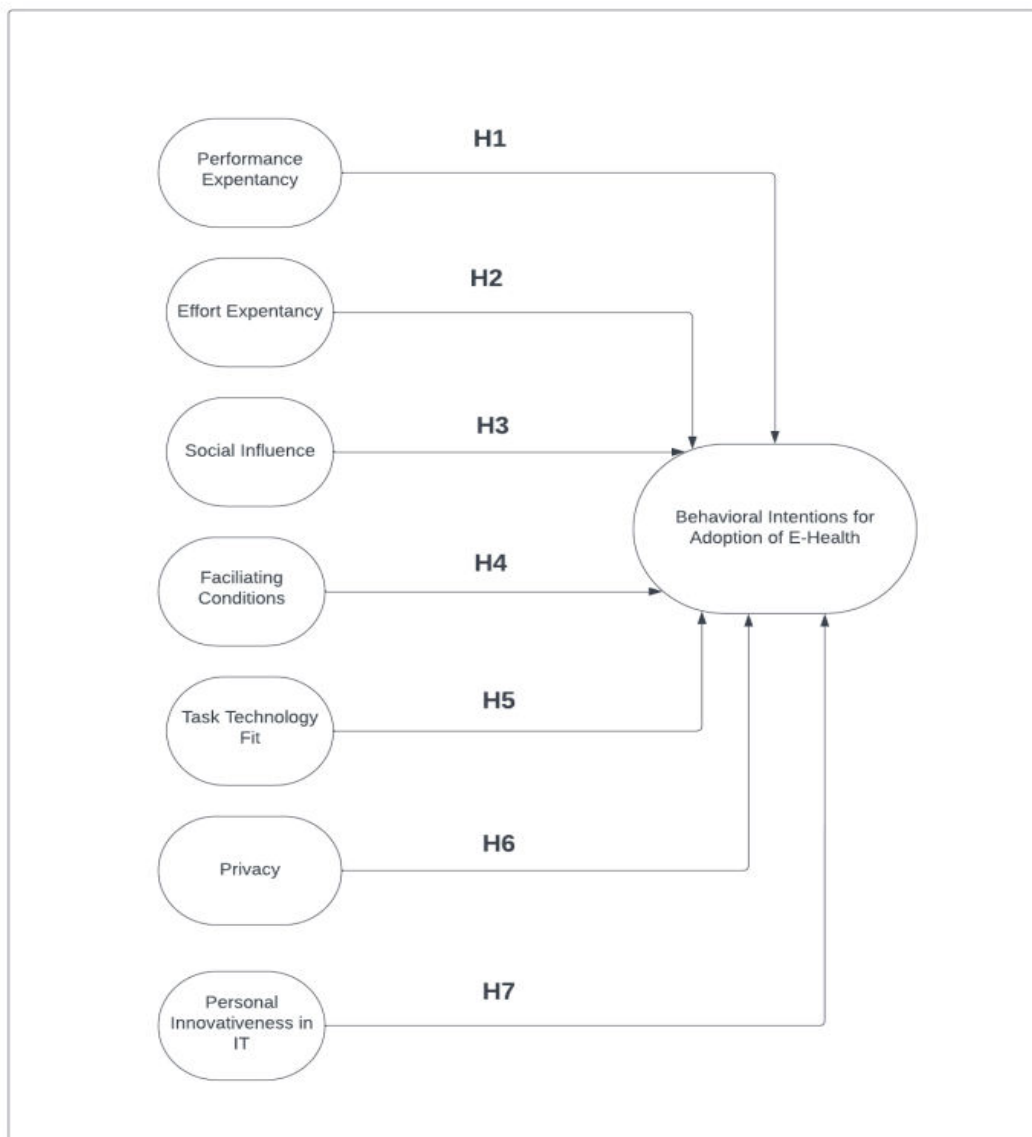 H1
Performance
Expentancy
H2
Effort Expentancy
H3
Social Influence
Behavioral Intentions for
Adoption of E-Health
H4
Faciliating
Conditions
H5
Task Technology
Fit
H6
Privacy
H7
Personal
Innovativeness in
IT